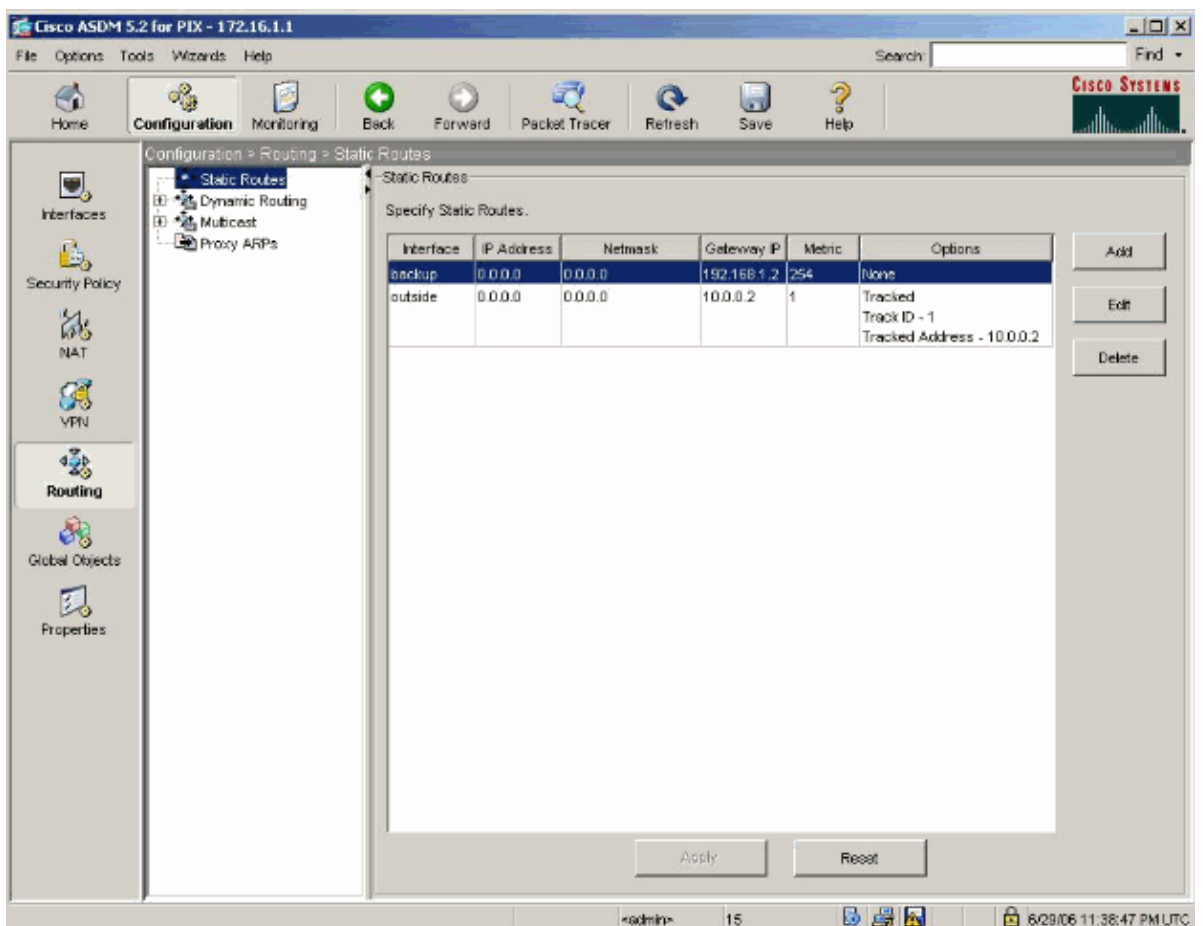 Cisco ASDM 5.2 for PIX - 172.16.1.1
File Options Tools Wizards Help Search: Find
Home Configuration Monitoring Back Forward Packet Tracer Refresh Save Help
CISCO SYSTEMS
Configuration > Routing > Static Routes
Interfaces
Security Policy
NAT
VPN
Routing
Global Objects
Properties
Static Routes
Dynamic Routing
Multicast
Proxy ARPs
Static Routes
Specify Static Routes.
Interface IP Address Netmask Gateway IP Metric Options
backup 0.0.0.0 0.0.0.0 192.168.1.2 254 None
outside 0.0.0.0 0.0.0.0 10.0.0.2 1 Tracked
Track ID - 1
Tracked Address - 10.0.0.2
Add
Edit
Delete
Apply Reset
<admin> 15 6/29/06 11:38:47 PM UTC